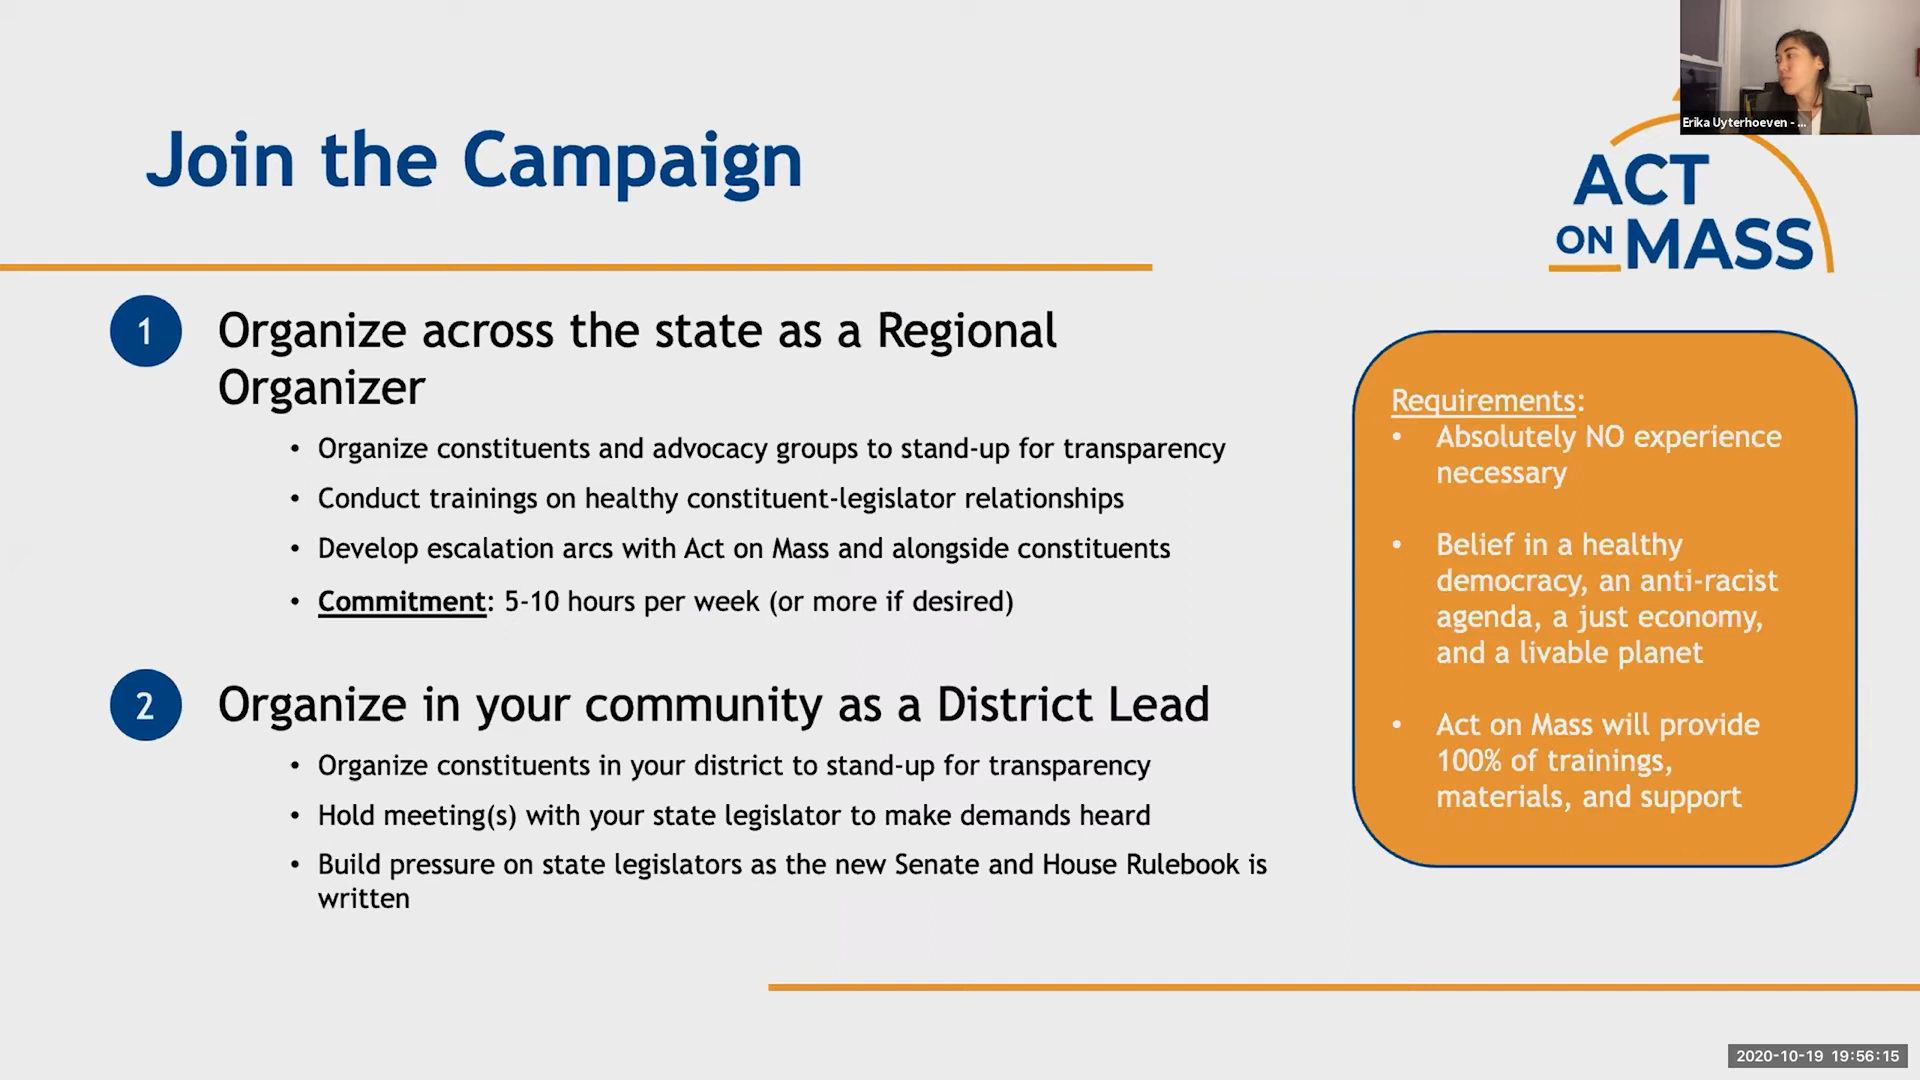 Erika Uyterhoeven - ...
Join the Campaign
ACT
ON MASS
1
Organize across the state as a Regional
Organizer
• Organize constituents and advocacy groups to stand-up for transparency
• Conduct trainings on healthy constituent-legislator relationships
• Develop escalation arcs with Act on Mass and alongside constituents
• Commitment: 5-10 hours per week (or more if desired)
2
Organize in your community as a District Lead
• Organize constituents in your district to stand-up for transparency
• Hold meeting(s) with your state legislator to make demands heard
• Build pressure on state legislators as the new Senate and House Rulebook is
written
Requirements:
• Absolutely NO experience
necessary
• Belief in a healthy
democracy, an anti-racist
agenda, a just economy,
and a livable planet
• Act on Mass will provide
100% of trainings,
materials, and support
2020-10-19 19:56:15